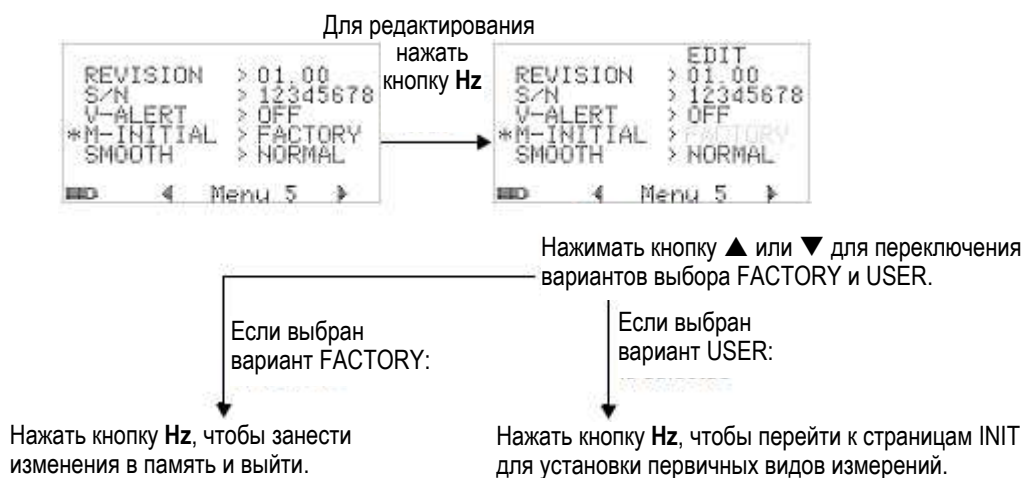 Для редактирования
нажать
кнопку Hz
REVISION > 01.00
S/N > 12345678
V-ALERT > OFF
*M-INITIAL > FACTORY
SMOOTH > NORMAL
Menu 5
EDIT
REVISION > 01.00
S/N > 12345678
V-ALERT > OFF
*M-INITIAL > FACTORY
SMOOTH > NORMAL
Menu 5
Нажимать кнопку ▲ или ▼ для переключения
вариантов выбора FACTORY и USER.
Если выбран
вариант FACTORY:
Если выбран
вариант USER:
Нажать кнопку Hz, чтобы занести
изменения в память и выйти.
Нажать кнопку Hz, чтобы перейти к страницам INIT
для установки первичных видов измерений.